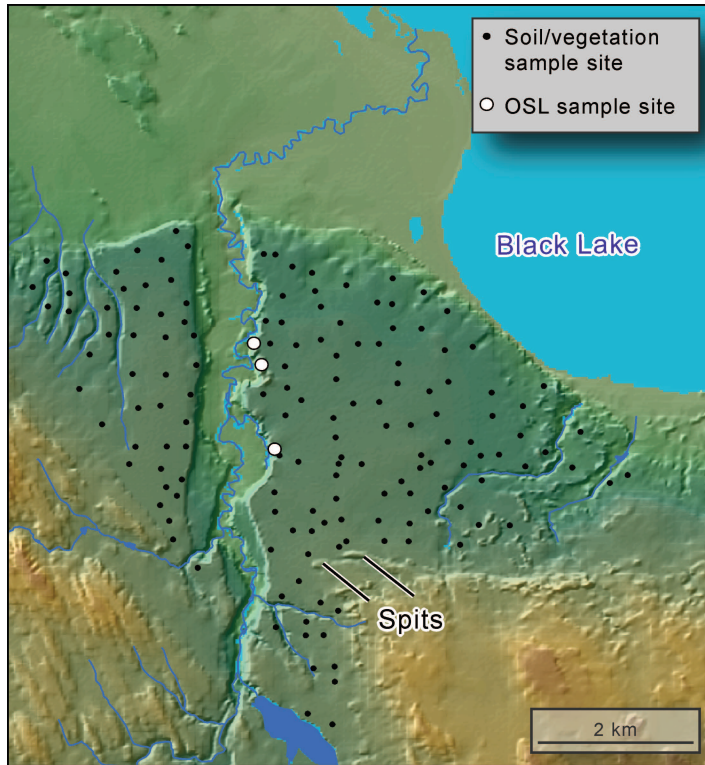 Soil/vegetation
sample site
OSL sample site
Black Lake
Spits
2 km